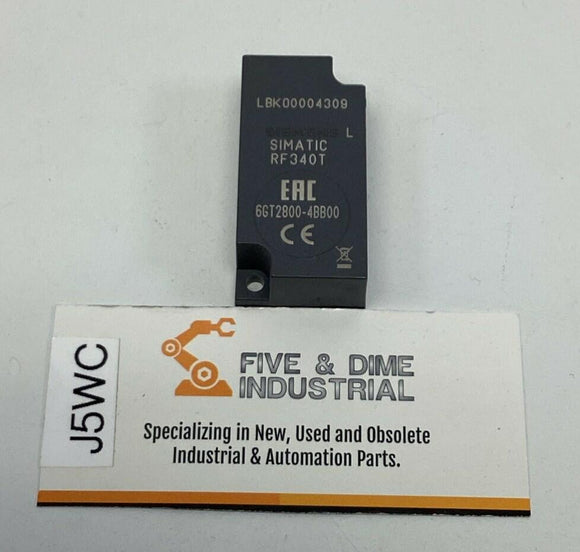 LBK00004309
SIEMENS L
SIMATIC
RF340T
EAC
6GT2800-4BB00
CE
J5WC
FIVE & DIME
INDUSTRIAL
Specializing in New, Used and Obsolete
Industrial & Automation Parts.